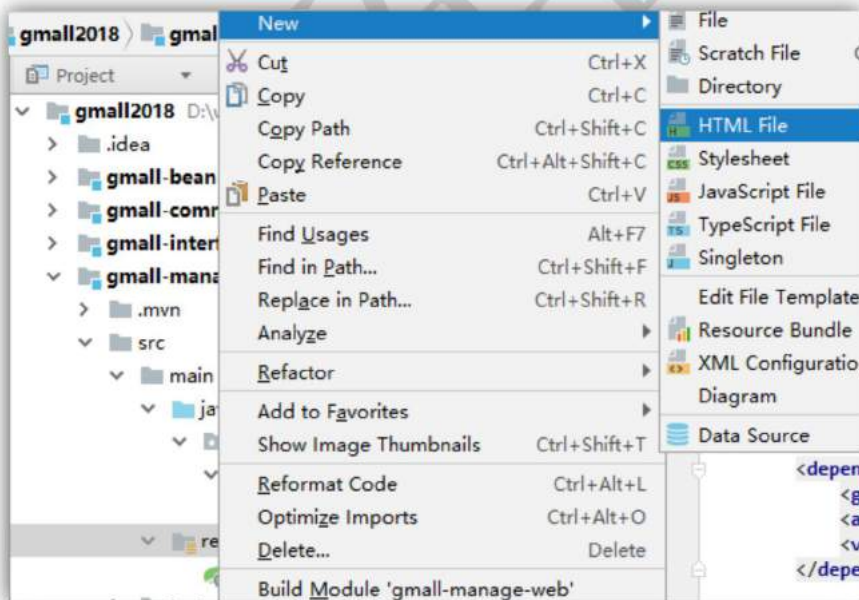 gmall2018 gmal
Project
gmall2018 D:\
.idea
gmall-bean
gmall-comr
gmall-inter
gmall-mana
.mvn
src
main
ja
re
New
Cut Ctrl+X
Copy Ctrl+C
Copy Path Ctrl+Shift+C
Copy Reference Ctrl+Alt+Shift+C
Paste Ctrl+V
Find Usages Alt+F7
Find in Path... Ctrl+Shift+F
Replace in Path... Ctrl+Shift+R
Analyze
Refactor
Add to Favorites
Show Image Thumbnails Ctrl+Shift+T
Reformat Code Ctrl+Alt+L
Optimize Imports Ctrl+Alt+O
Delete... Delete
Build Module 'gmall-manage-web'
File
Scratch File
Directory
HTML File
Stylesheet
JavaScript File
TypeScript File
Singleton
Edit File Template
Resource Bundle
XML Configuratio
Diagram
Data Source
<depen
<g
<a
<v
</depe